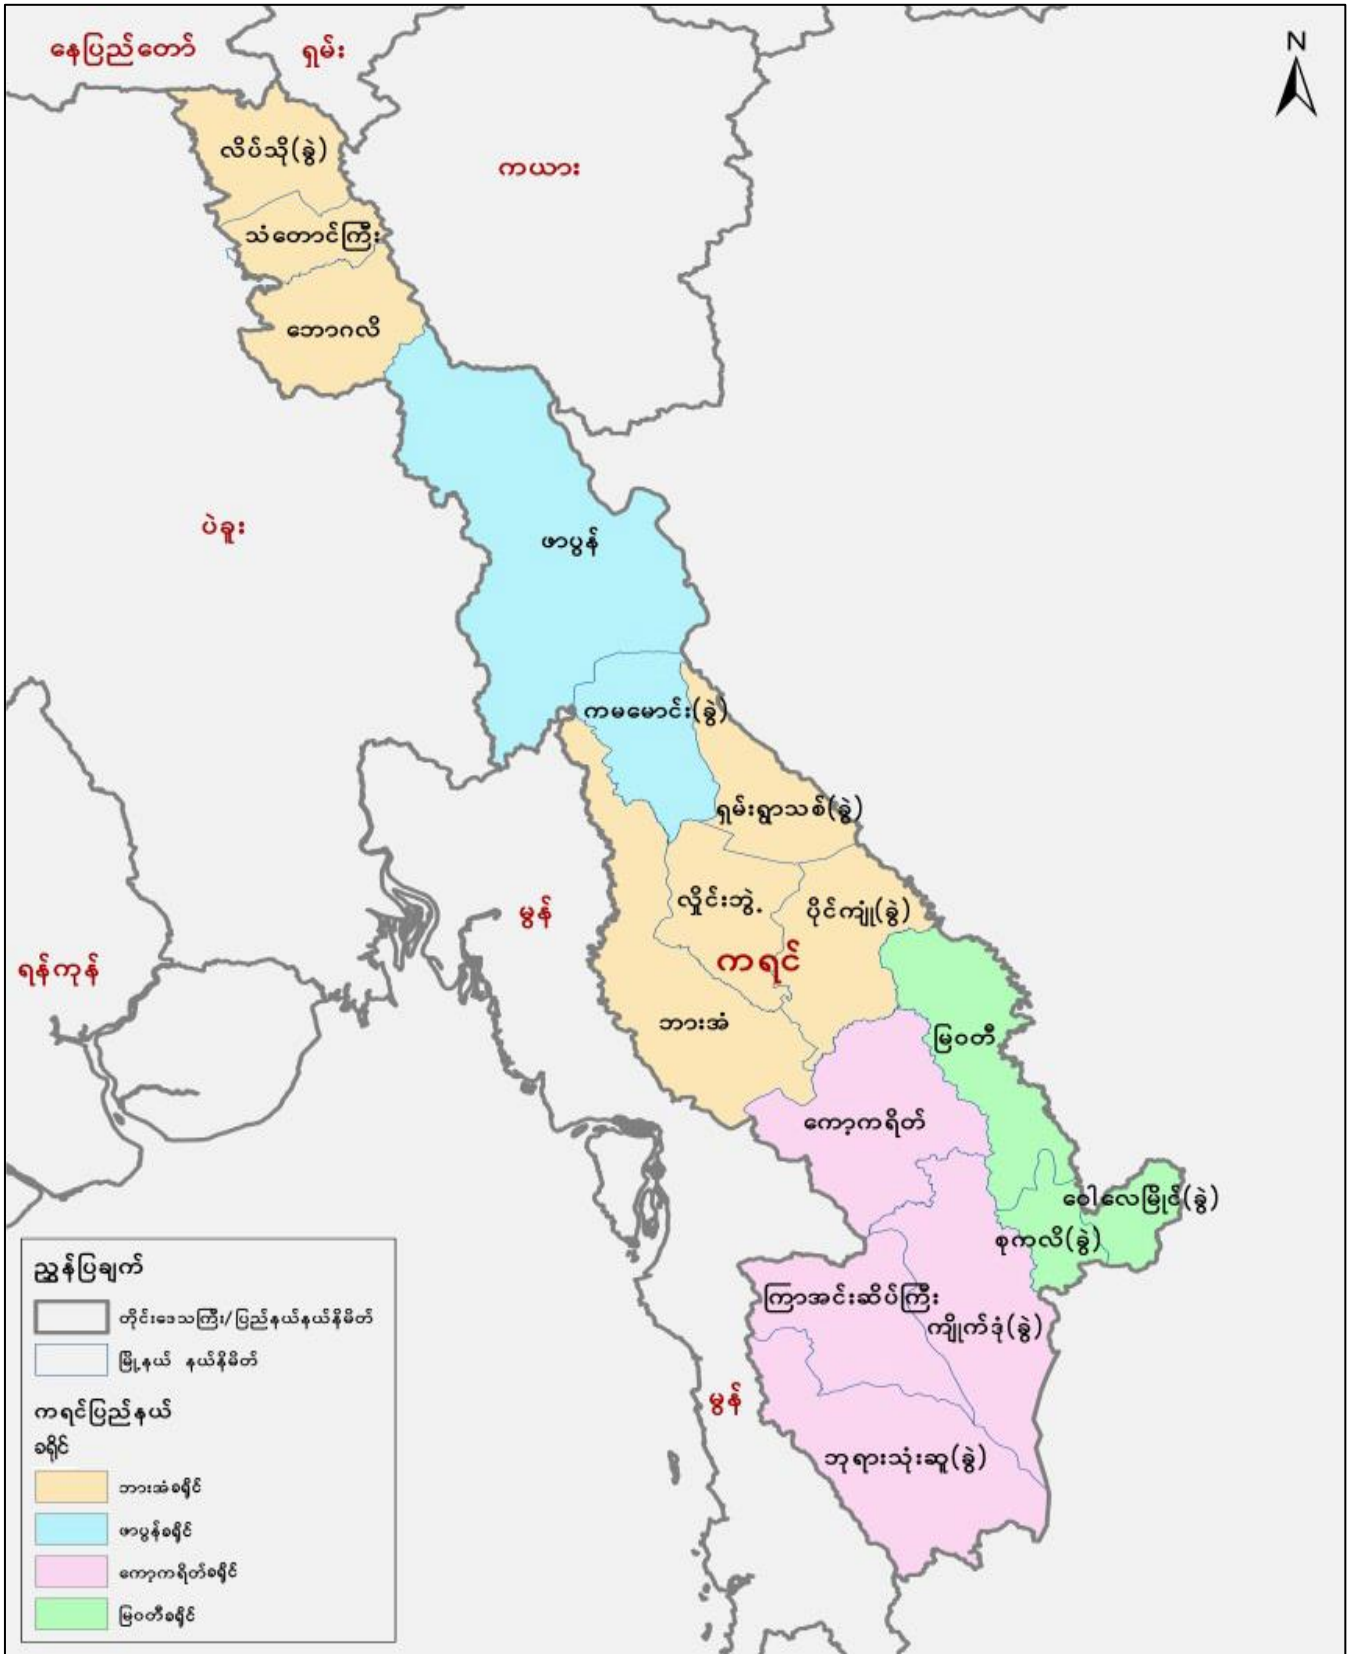 နေပြည်တော်
ရှမ်း
N
လိပ်သို(ခွဲ)
ကယား
သံတောင်ကြီး
ဘောဂလိ
ပဲခူး
ဖာပွန်
ကမမောင်း(ခွဲ)
ရှမ်းရွာသစ်(ခွဲ)
လှိုင်းဘွဲ့
ပိုင်ကျုံ(ခွဲ)
မွန်
ကရင်
ရန်ကုန်
ဘားအံ
မြဝတီ
ကော့ကရိတ်
ဝေါလေမြိုင်(ခွဲ)
စုကလိ(ခွဲ)
ကြာအင်းဆိပ်ကြီး
ကျိုက်ဒုံ(ခွဲ)
မွန်
ဘုရားသုံးဆူ(ခွဲ)
ညွှန်ပြချက်
တိုင်းဒေသကြီး/ပြည်နယ်နယ်နိမိတ်
မြို့နယ် နယ်နိမိတ်
ကရင်ပြည်နယ်
ခရိုင်
ဘားအံခရိုင်
ဖာပွန်ခရိုင်
ကော့ကရိတ်ခရိုင်
မြဝတီခရိုင်